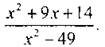 x² + 9x + 14
x² − 49.